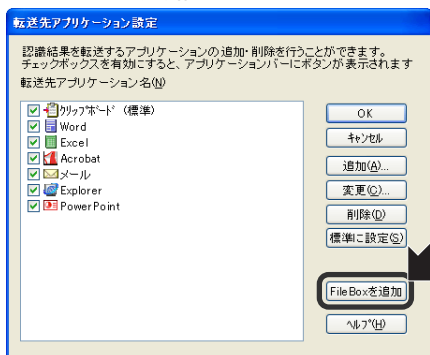 転送先アプリケーション設定
認識結果を転送するアプリケーションの追加・削除を行うことができます。
チェックボックスを有効にすると、アプリケーションバーにボタンが表示されます
転送先アプリケーション名(N)
クリップボード (標準)
Word
Excel
Acrobat
メール
Explorer
PowerPoint
OK
キャンセル
追加(A)...
変更(C)...
削除(D)
標準に設定(S)
FileBoxを追加
ヘルプ(H)